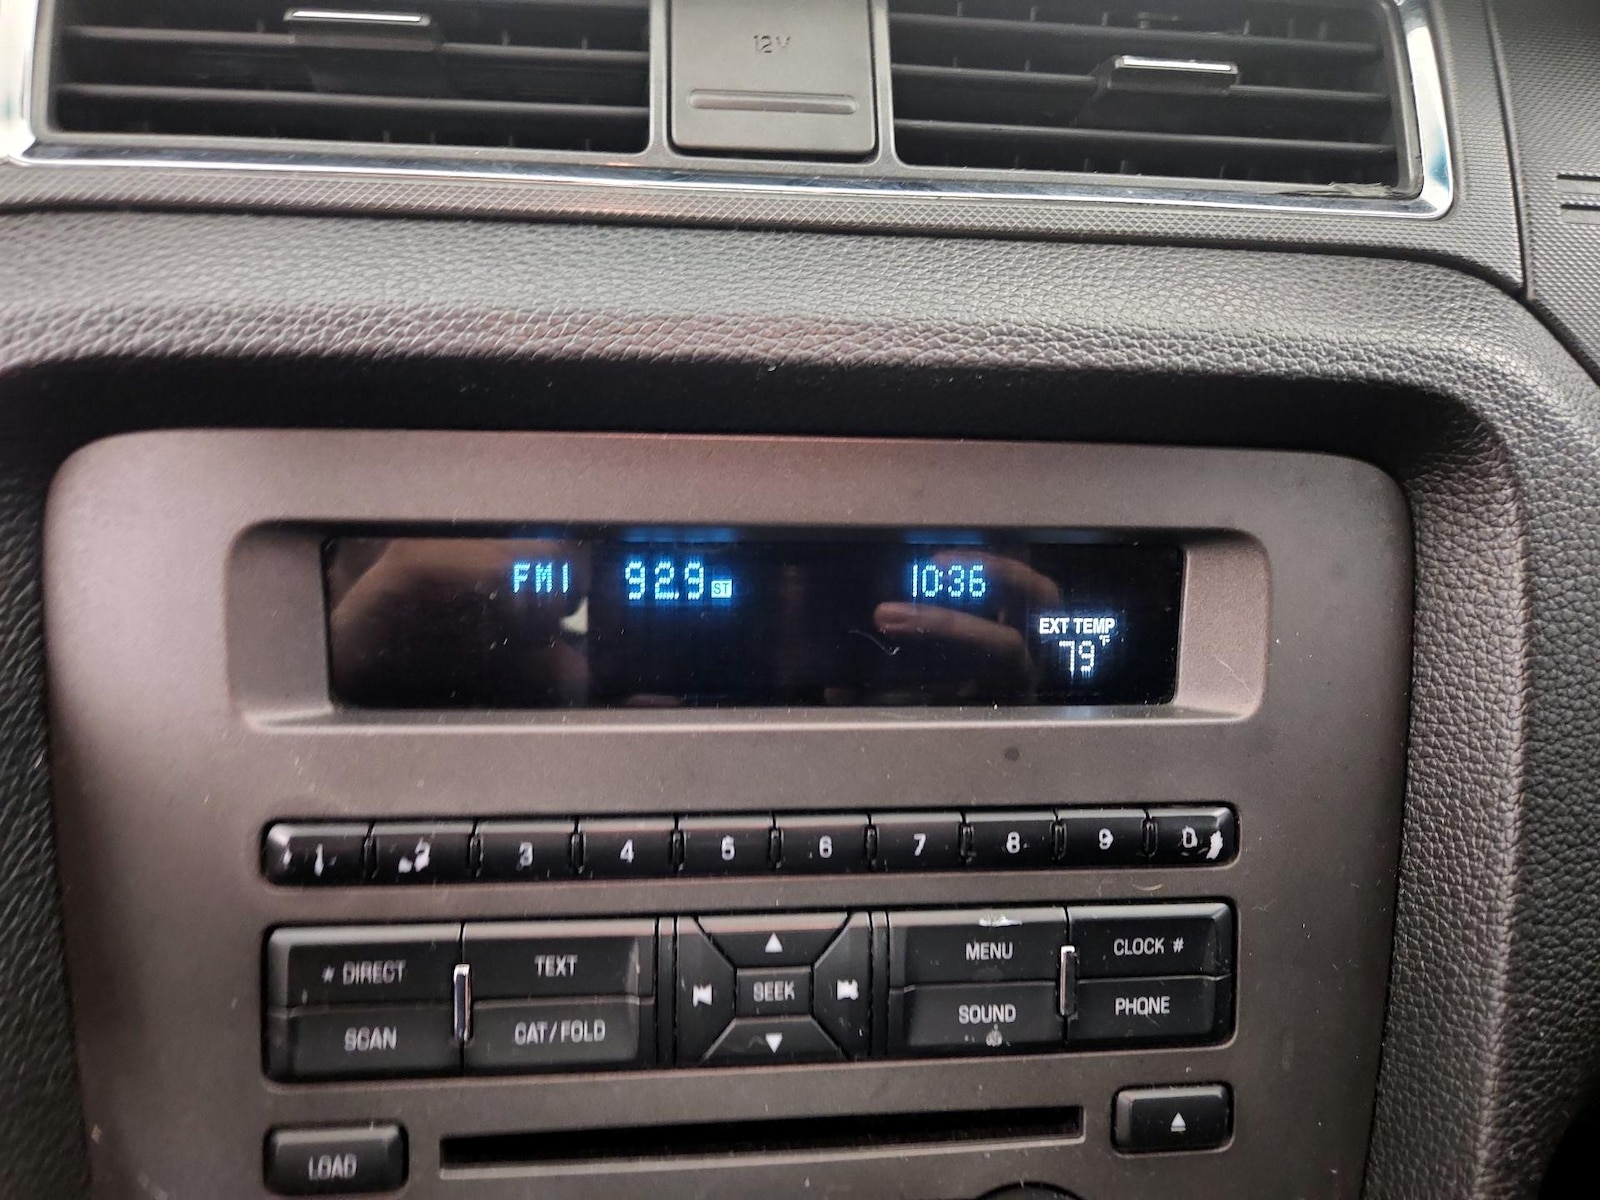 12V
FM1 92.9 ST 10:36
EXT TEMP
79°F
1 2 3 4 5 6 7 8 9 0
* DIRECT TEXT SEEK MENU CLOCK #
SCAN CAT/FOLD SOUND PHONE
LOAD